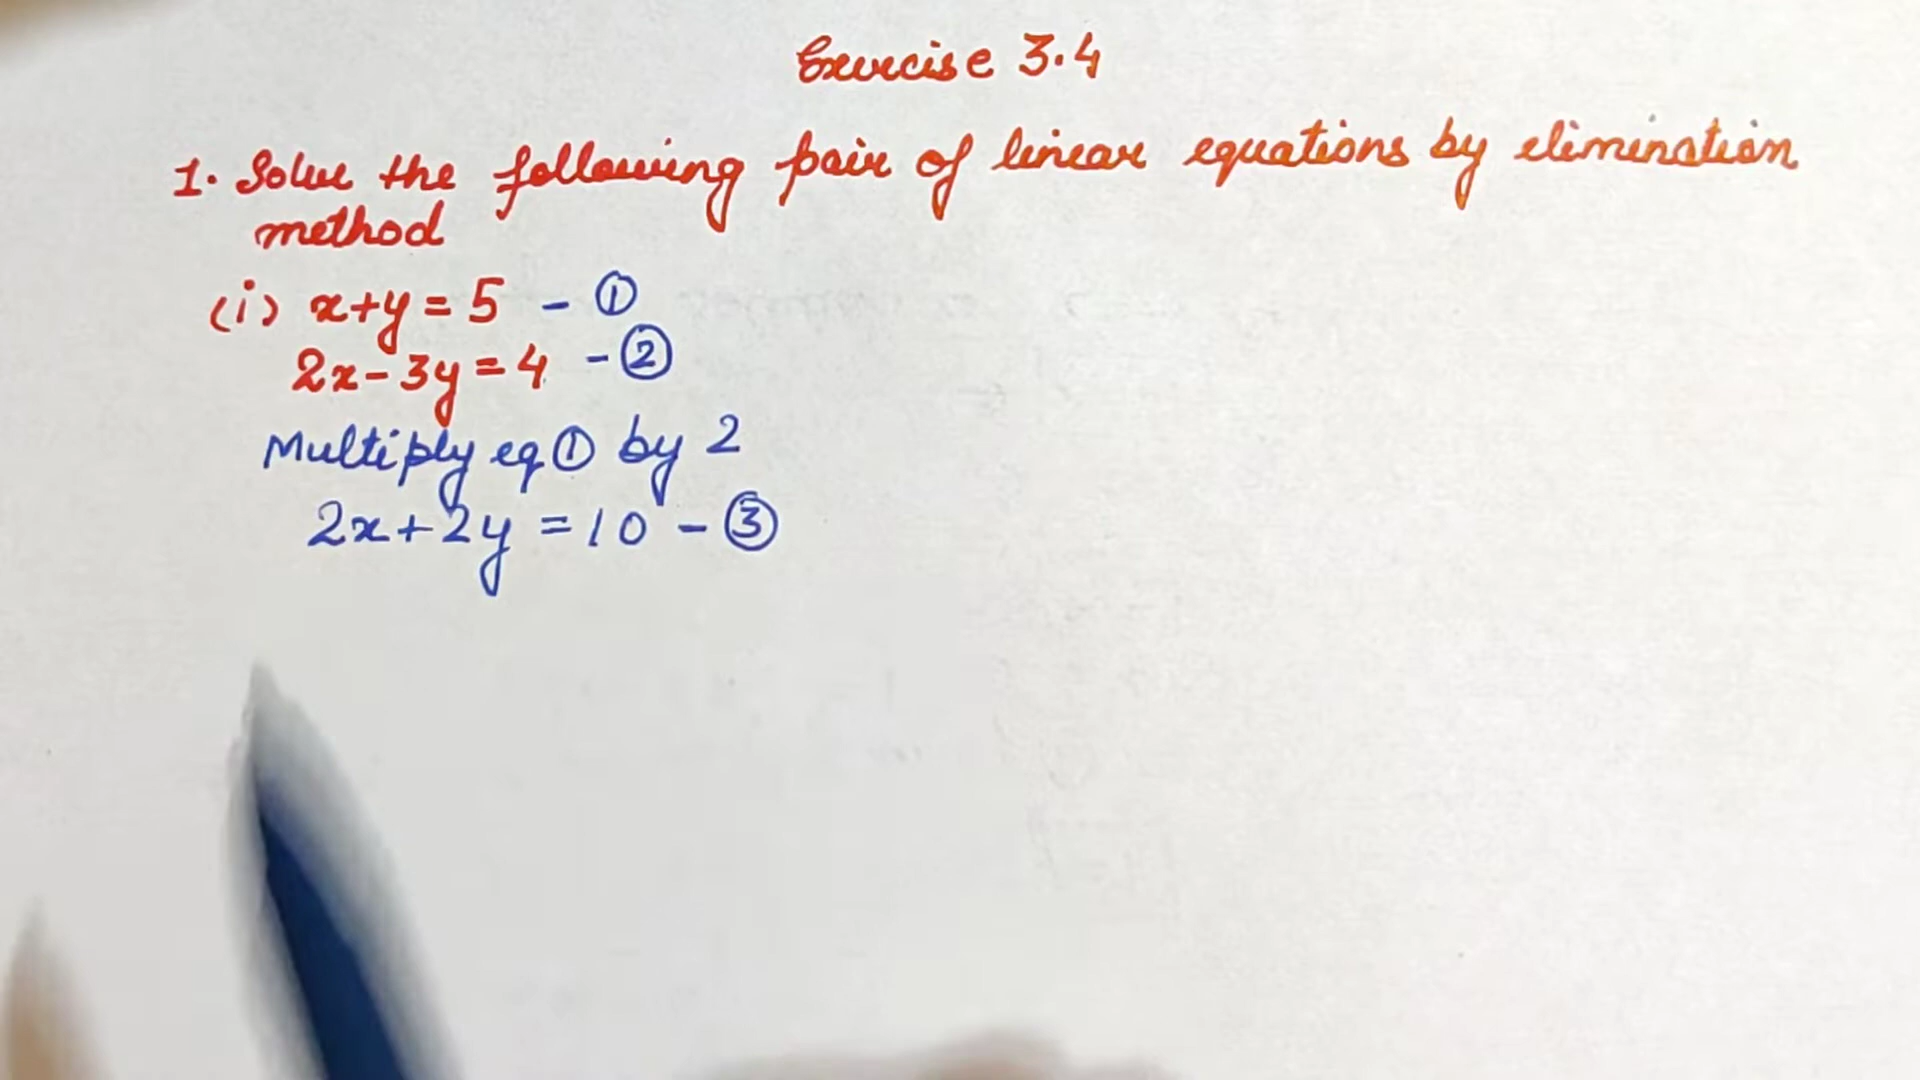 Exercise 3.4
1. Solve the following pair of linear equations by elimination
method
(i) x+y = 5 - ①
2x - 3y = 4 - ②
Multiply eq ① by 2
2x + 2y = 10 - ③